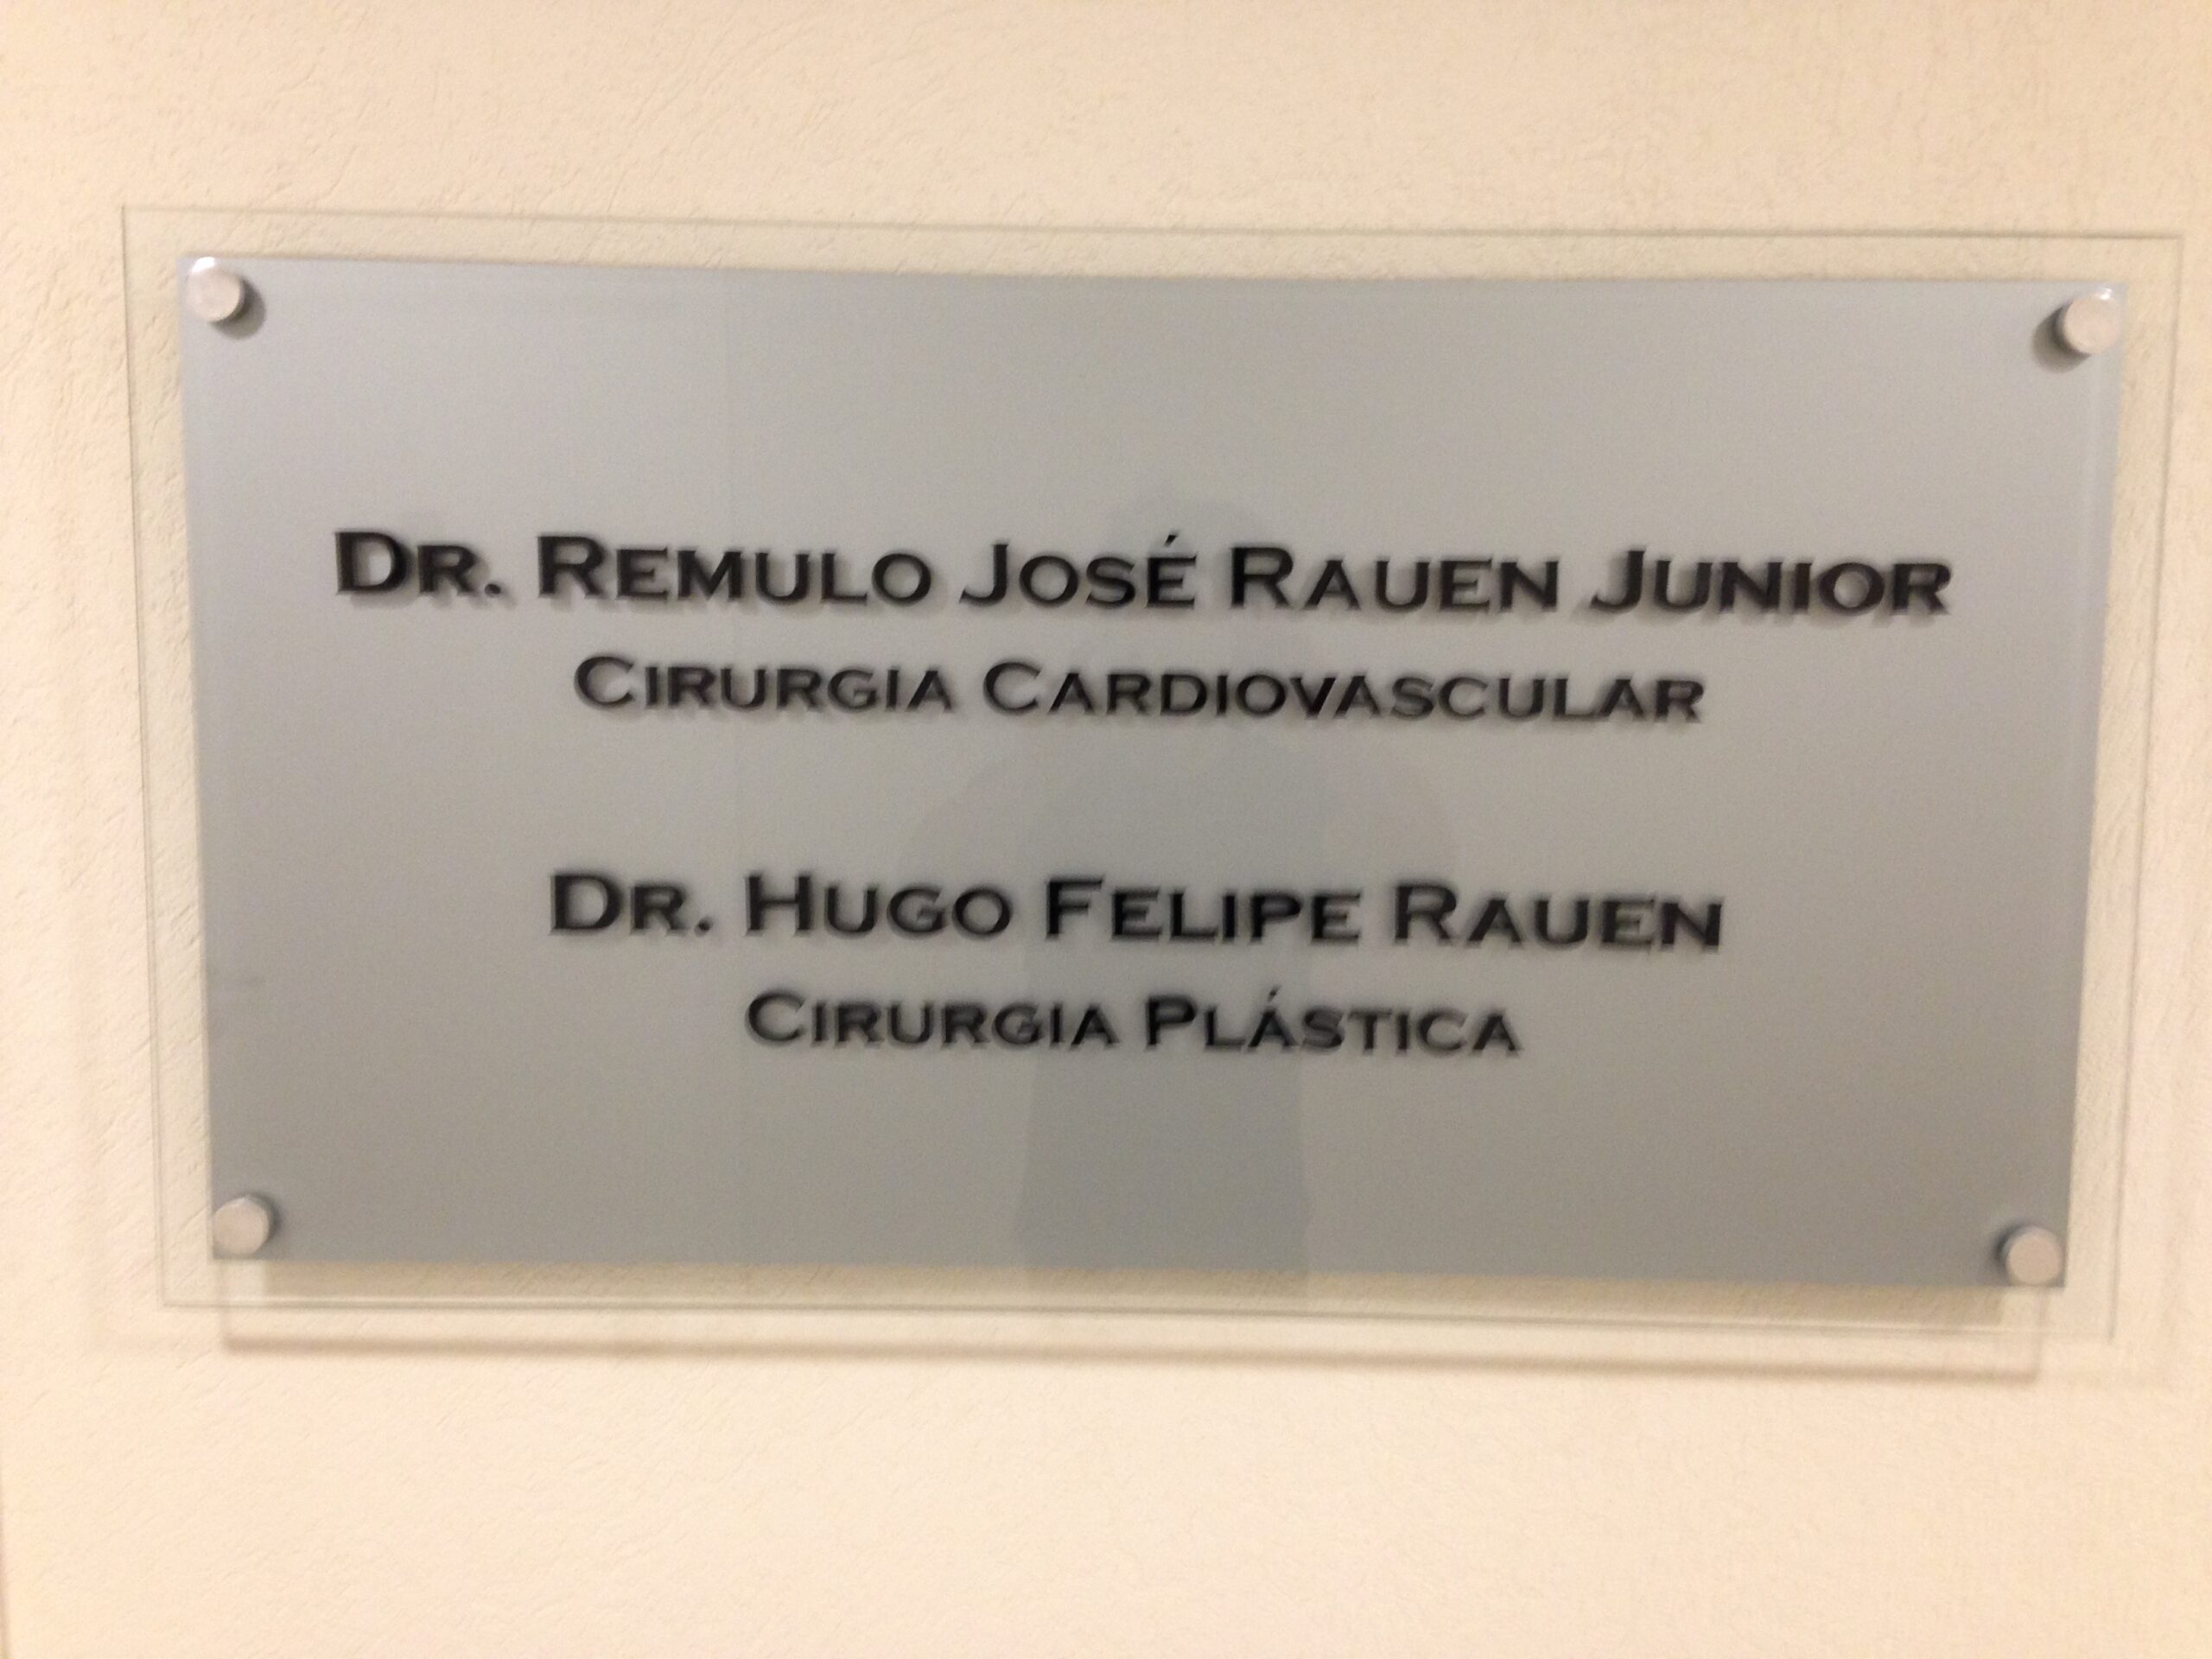 Dr. Remulo José Rauen Junior
Cirurgia Cardiovascular
Dr. Hugo Felipe Rauen
Cirurgia Plástica